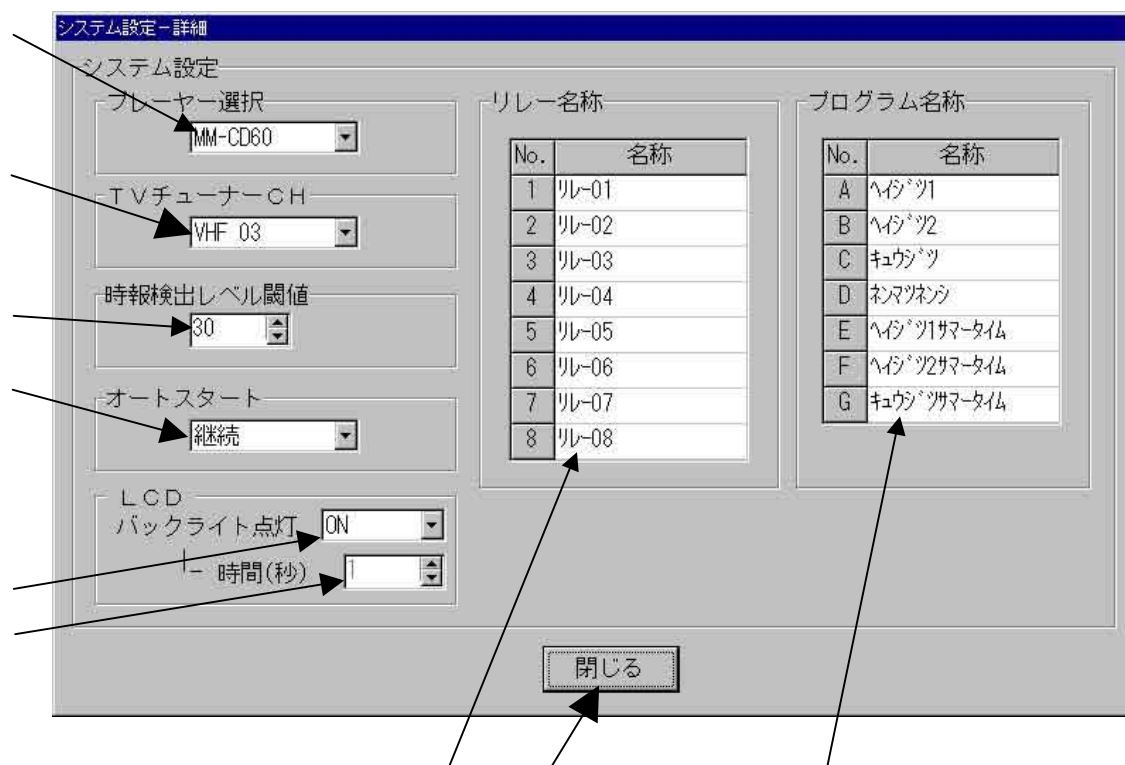 システム設定－詳細
システム設定
プレーヤー選択
MM-CD60
ＴＶチューナーＣＨ
VHF 03
時報検出レベル閾値
30
オートスタート
継続
ＬＣＤ
バックライト点灯 ON
時間(秒) 1
リレー名称
No. 名称
1 ﾘﾚｰ01
2 ﾘﾚｰ02
3 ﾘﾚｰ03
4 ﾘﾚｰ04
5 ﾘﾚｰ05
6 ﾘﾚｰ06
7 ﾘﾚｰ07
8 ﾘﾚｰ08
プログラム名称
No. 名称
A ﾍｲｼﾞﾂ1
B ﾍｲｼﾞﾂ2
C ｷｭｳｼﾞﾂ
D ﾈﾝﾏﾂﾈﾝｼ
E ﾍｲｼﾞﾂ1ｻﾏｰﾀｲﾑ
F ﾍｲｼﾞﾂ2ｻﾏｰﾀｲﾑ
G ｷｭｳｼﾞﾂｻﾏｰﾀｲﾑ
閉じる